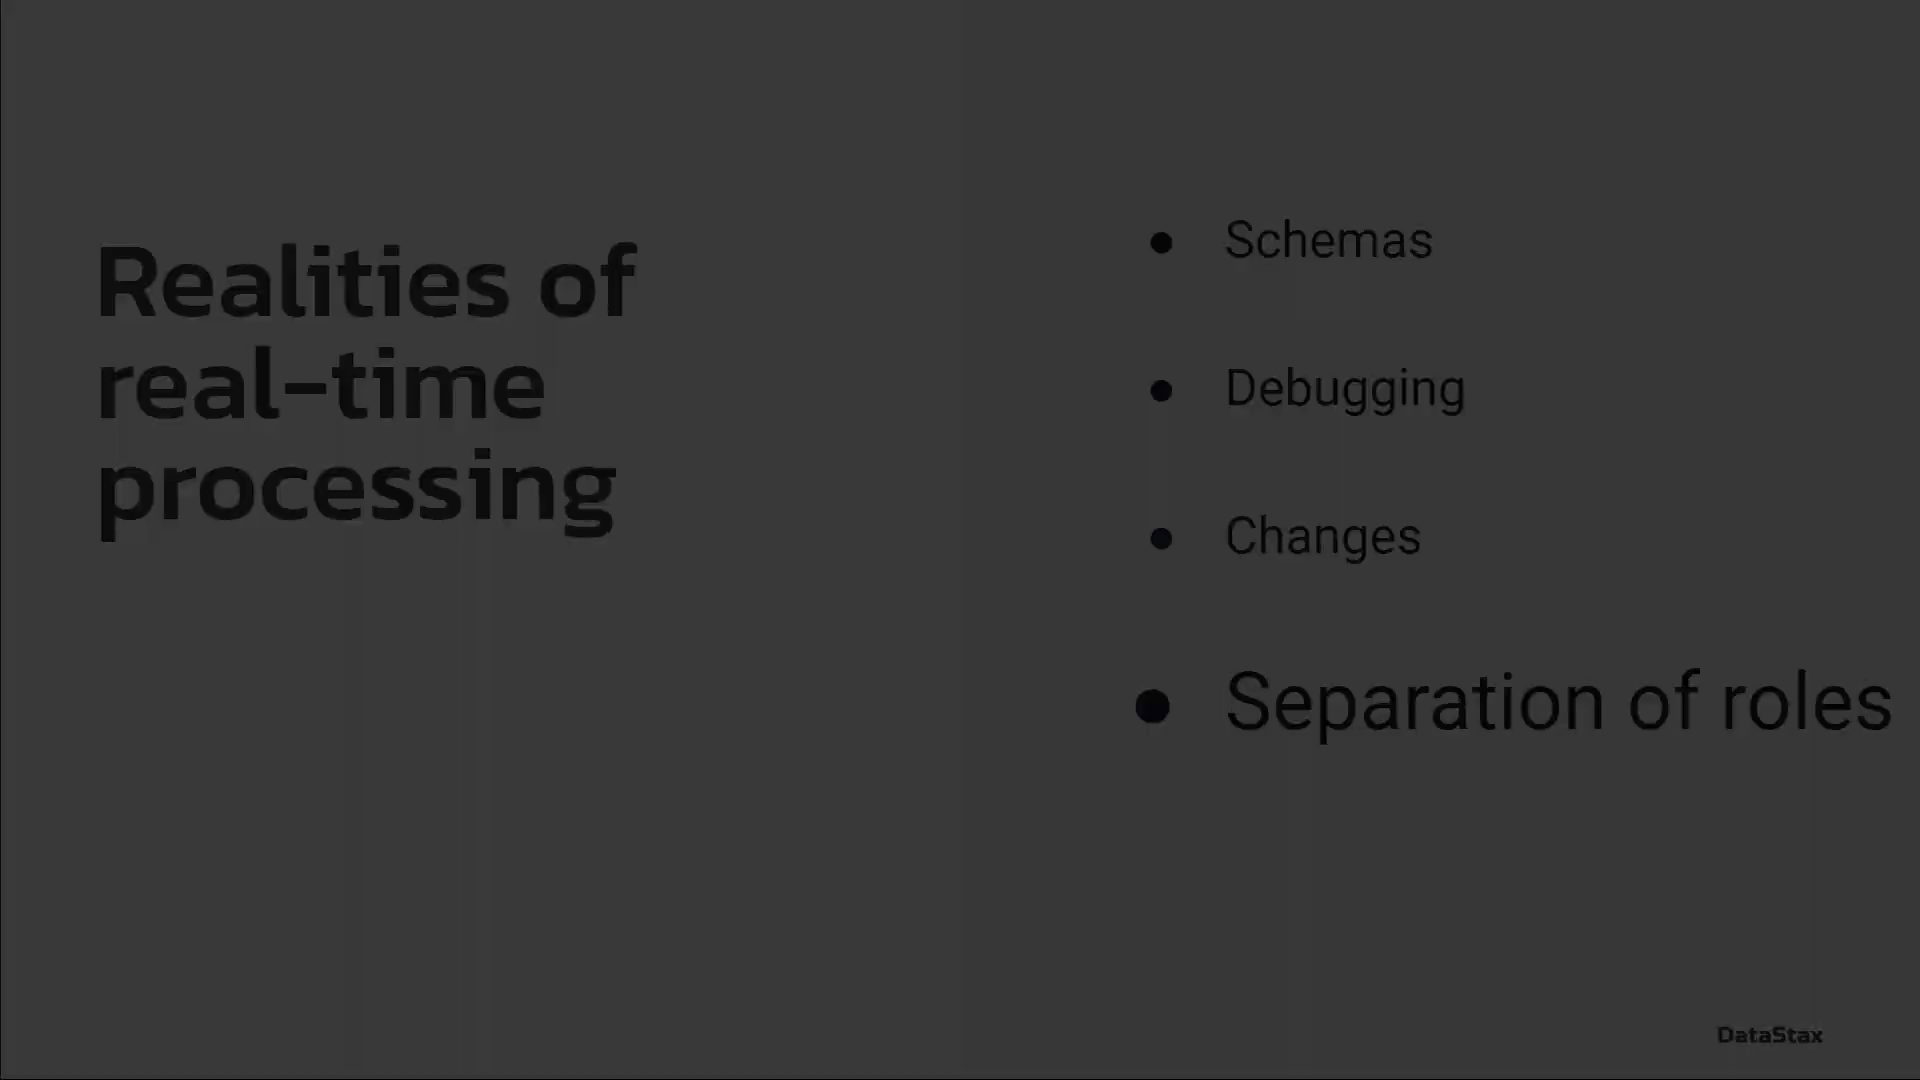 Realities of
real-time
processing
● Schemas
● Debugging
● Changes
● Separation of roles
DataStax